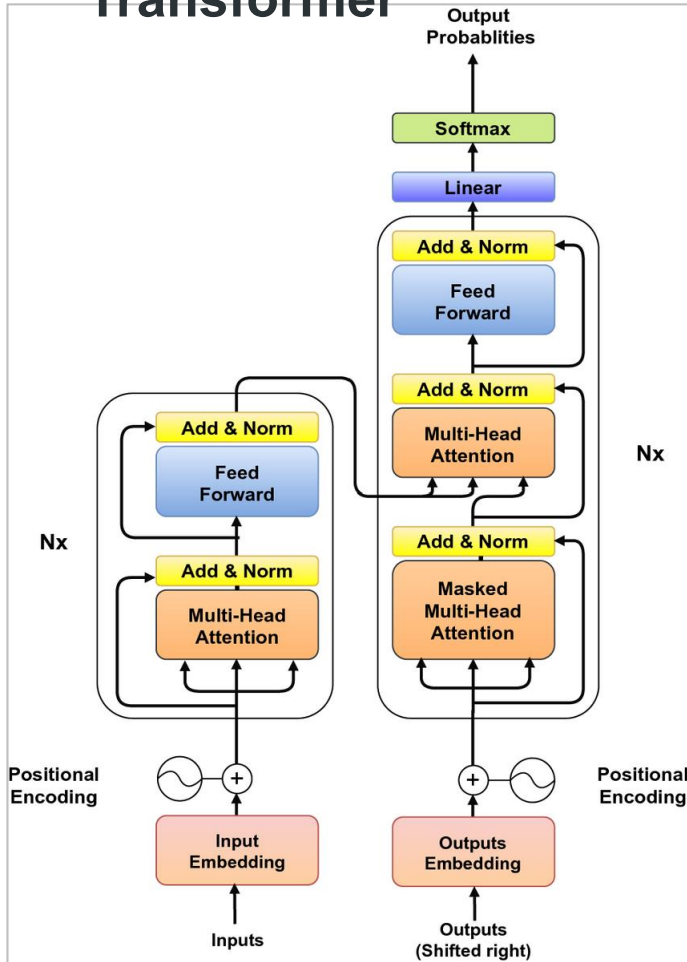 Transformer
Output
Probablities
Softmax
Linear
Add & Norm
Feed
Forward
Add & Norm
Multi-Head
Attention
Nx
Add & Norm
Masked
Multi-Head
Attention
Add & Norm
Feed
Forward
Nx
Add & Norm
Multi-Head
Attention
Positional
Encoding
+
+
Positional
Encoding
Input
Embedding
Outputs
Embedding
Inputs
Outputs
(Shifted right)